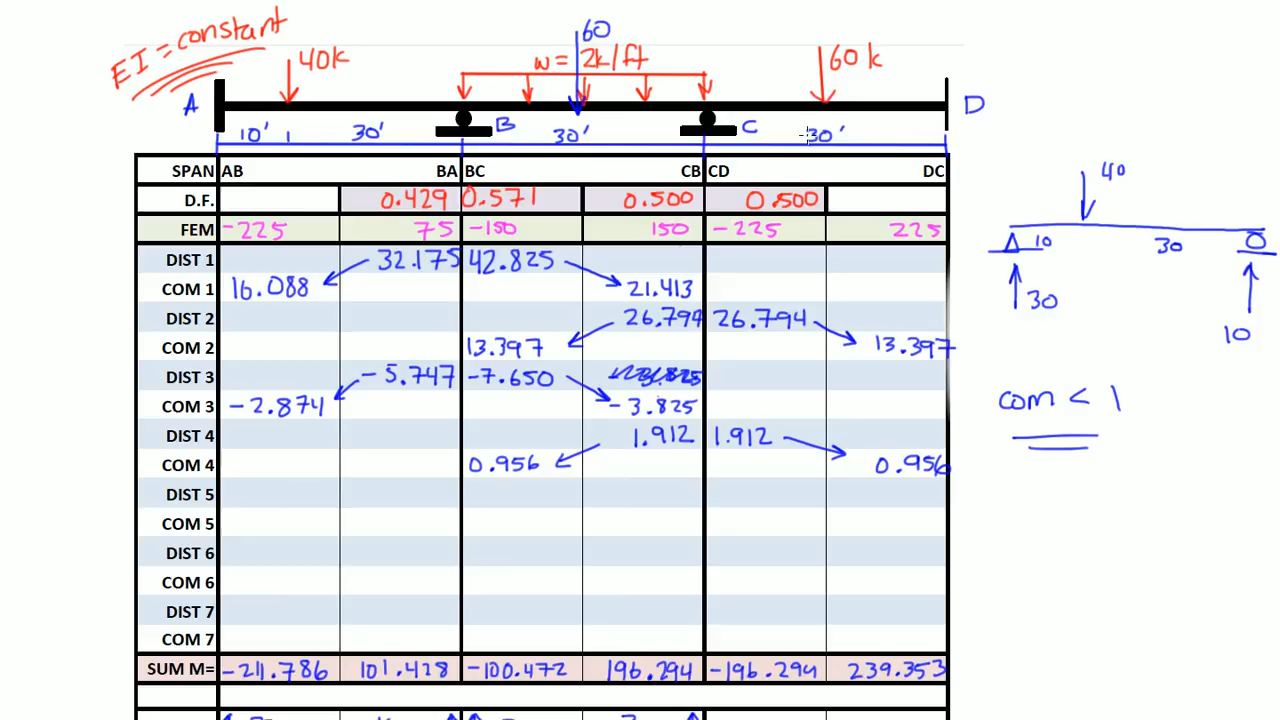 EI = constant
40k
w = 2k/ft
60
60 k
A
B
C
D
10'
30'
30'
30'
SPAN AB BA BC CB CD DC
D.F. 0.429 0.571 0.500 0.500
FEM -225 75 -150 150 -225 225
DIST 1 32.175 42.825
COM 1 16.088 21.413
DIST 2 26.794 26.794
COM 2 13.397 13.397
DIST 3 -5.747 -7.650
COM 3 -2.874 -3.825
DIST 4 1.912 1.912
COM 4 0.956 0.956
DIST 5
COM 5
DIST 6
COM 6
DIST 7
COM 7
SUM M= -211.786 101.428 -100.472 196.294 -196.294 239.353
40
10 30
30
10
com < 1